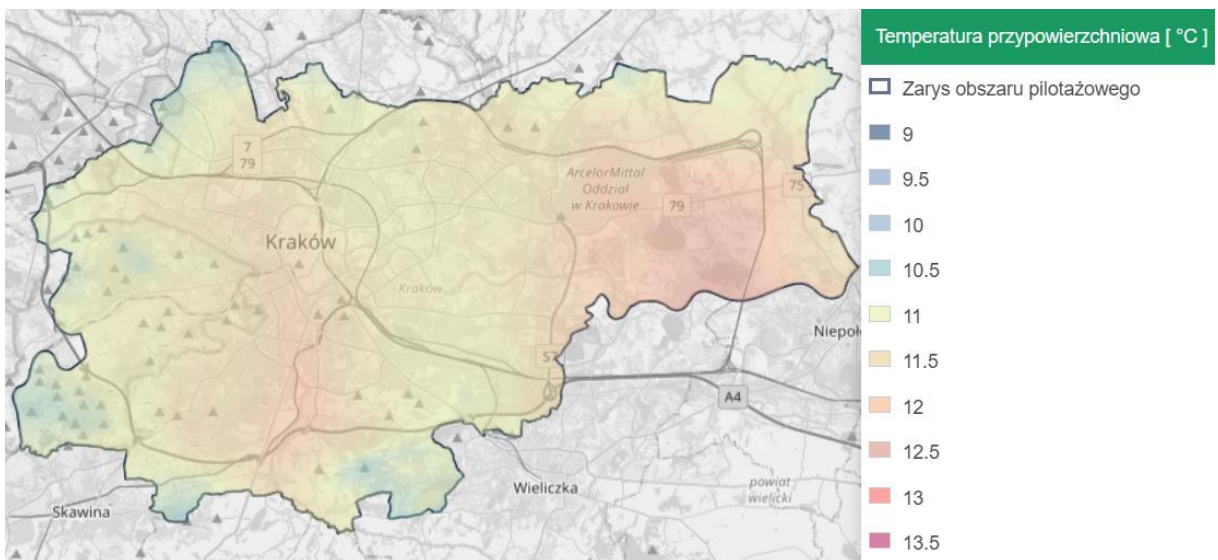 Temperatura przypowierzchniowa [ °C ]
Zarys obszaru pilotażowego
9
9.5
10
10.5
11
11.5
12
12.5
13
13.5
7
79
ArcelorMittal
Oddział
w Krakowie
79
75
Kraków
Kraków
Niepoło
S7
A4
Wieliczka
powiat
wielicki
Skawina